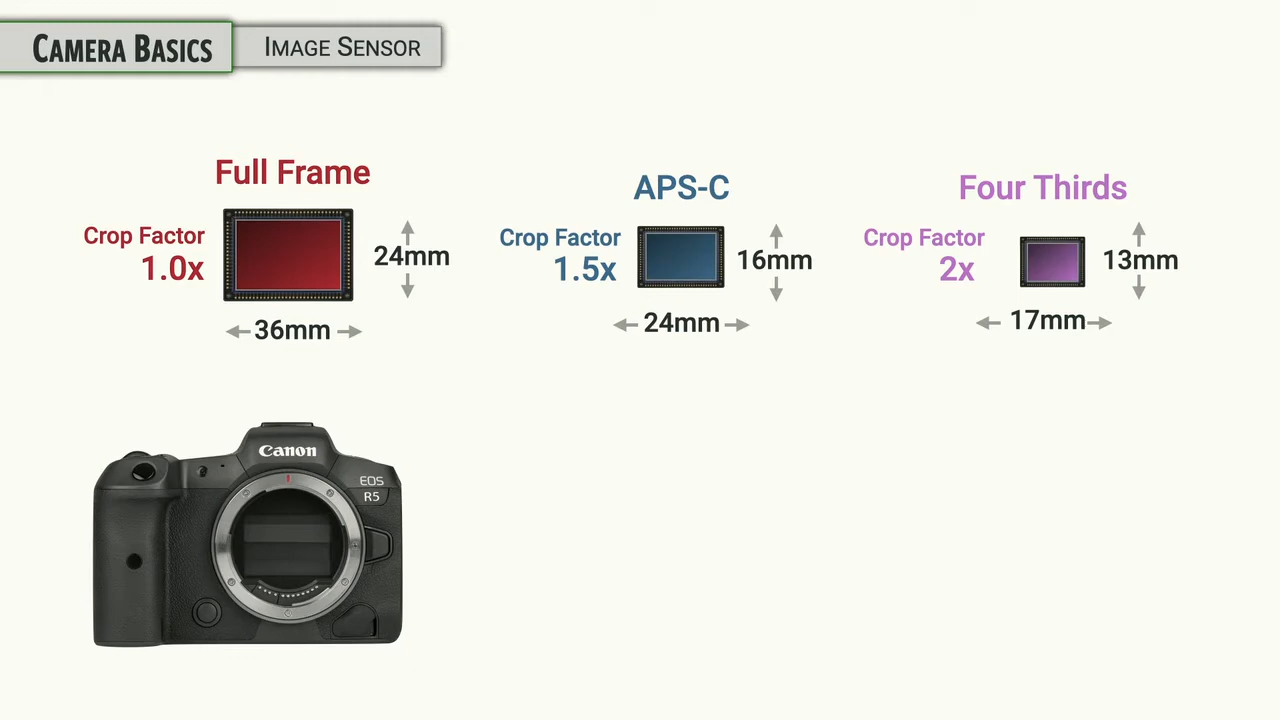 CAMERA BASICS
IMAGE SENSOR
Full Frame
Crop Factor
1.0x
24mm
36mm
APS-C
Crop Factor
1.5x
16mm
24mm
Four Thirds
Crop Factor
2x
13mm
17mm
Canon
EOS
R5